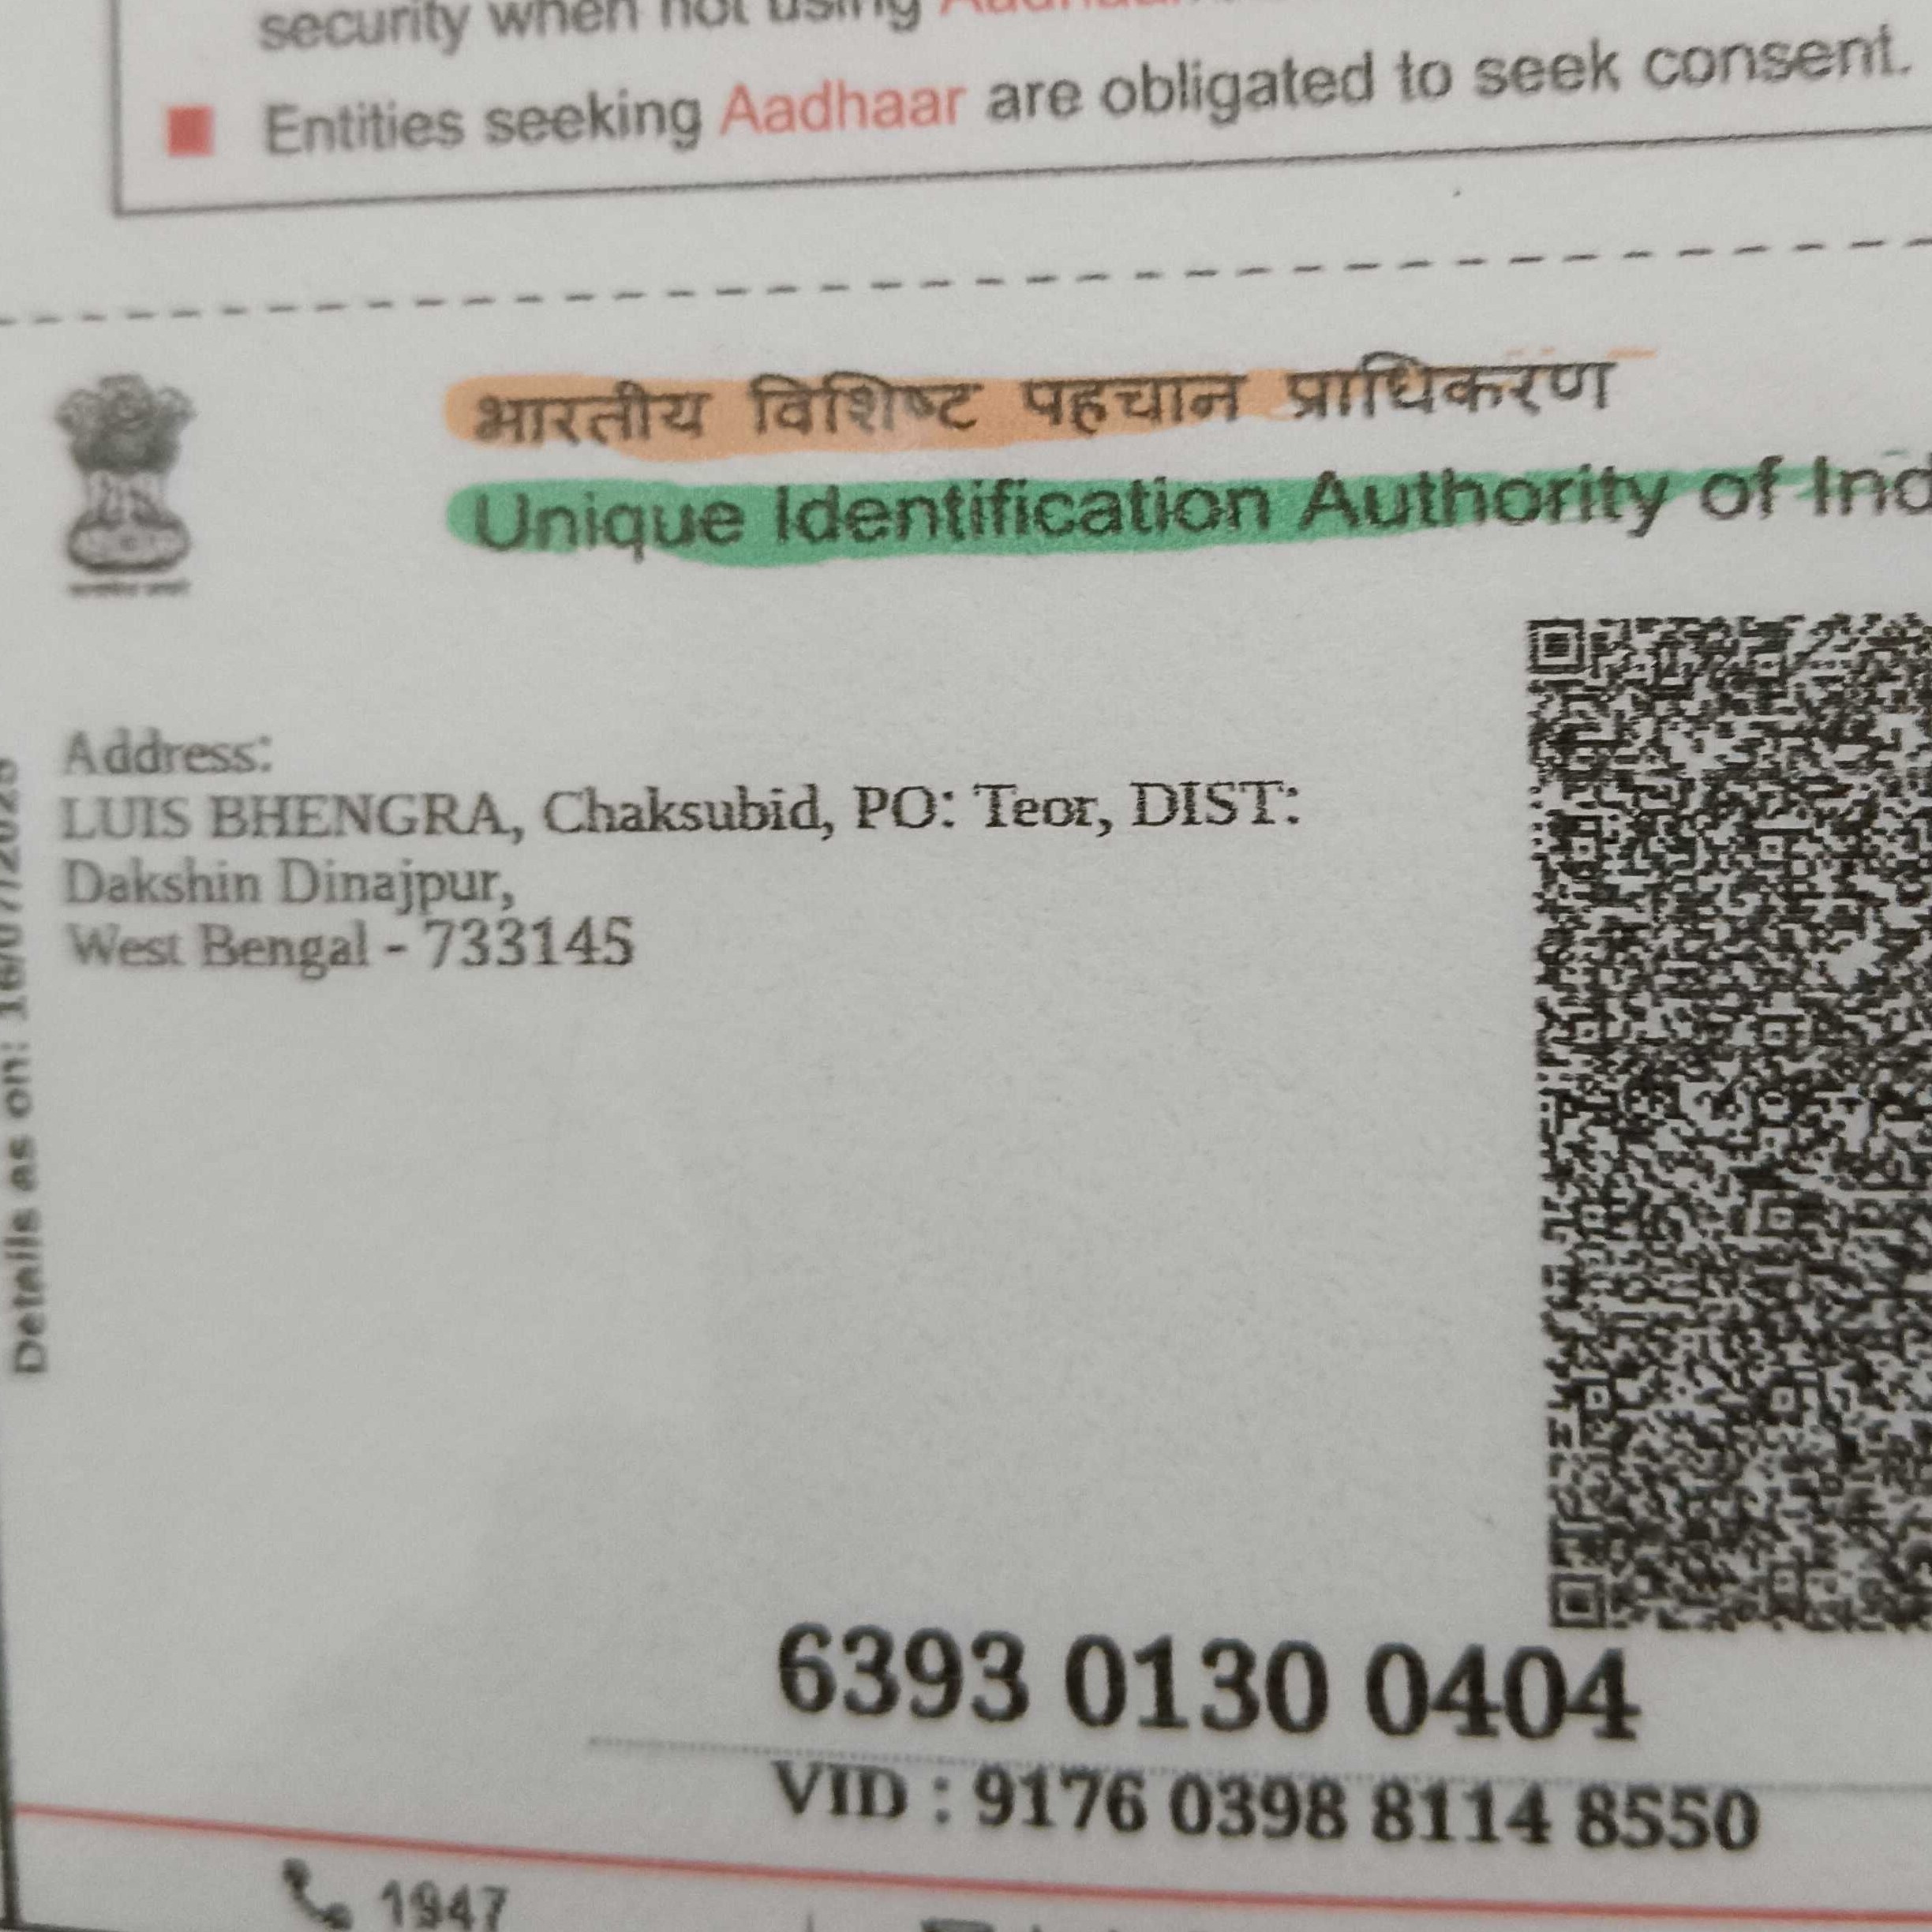 security when not using Aadhaar
Entities seeking Aadhaar are obligated to seek consent.
भारतीय विशिष्ट पहचान प्राधिकरण
Unique Identification Authority of Ind
Address:
LUIS BHENGRA, Chaksubid, PO: Teor, DIST:
Dakshin Dinajpur,
West Bengal - 733145
Details as on:
6393 0130 0404
VID : 9176 0398 8114 8550
1947